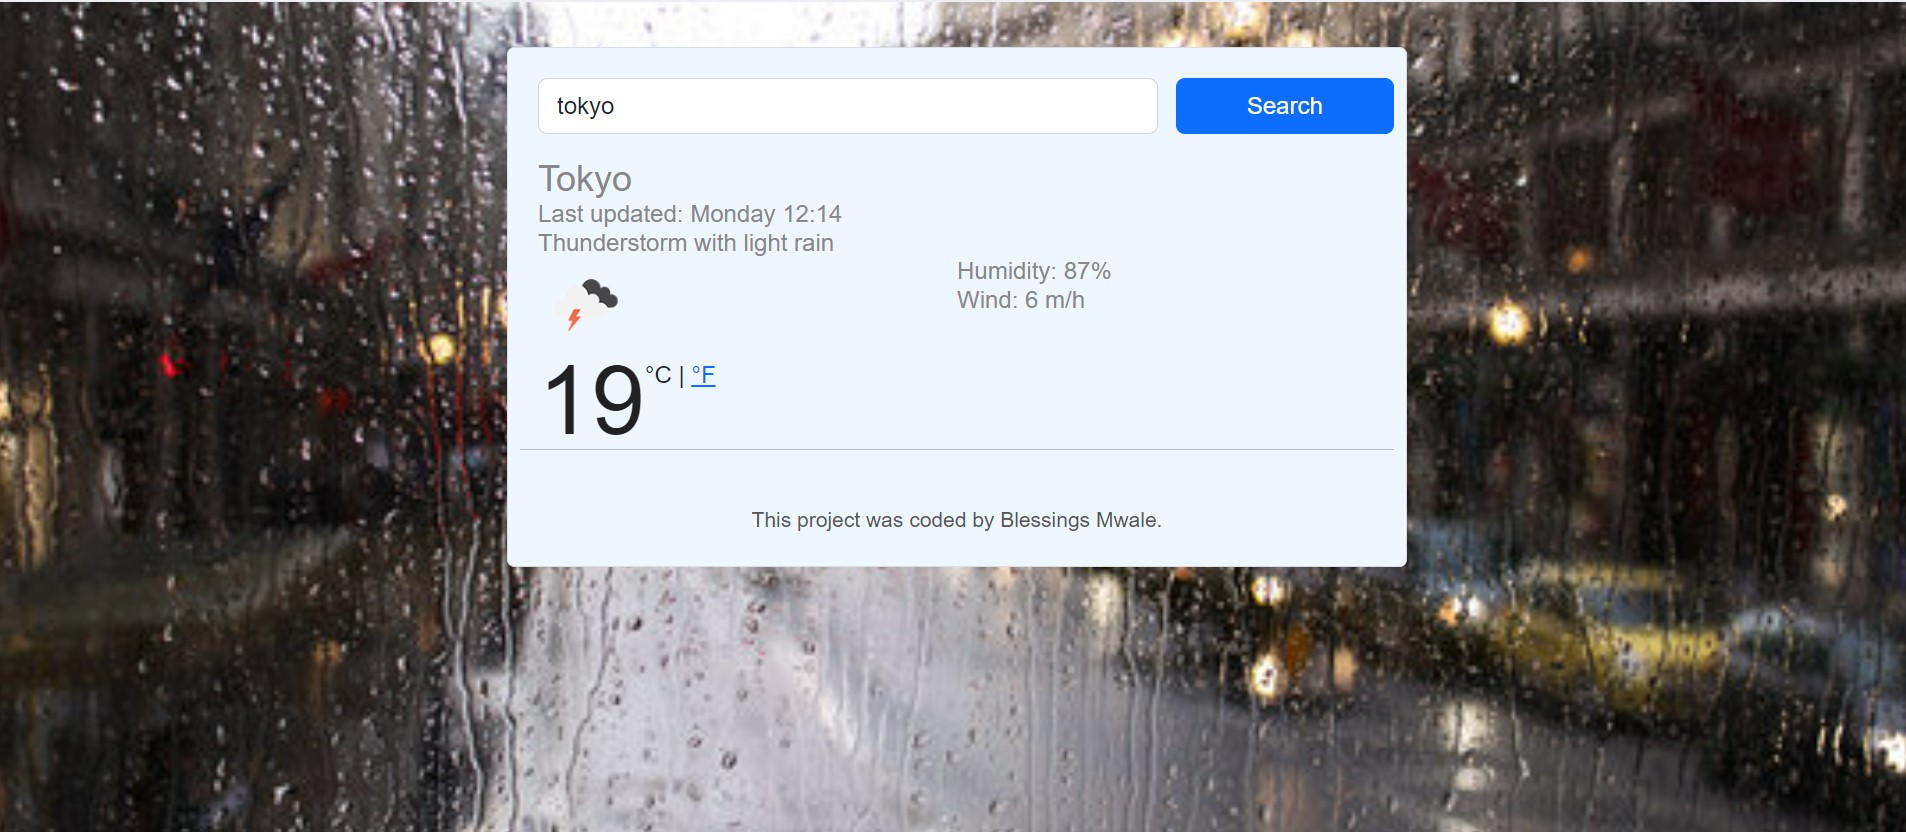 tokyo
Search
Tokyo
Last updated: Monday 12:14
Thunderstorm with light rain
Humidity: 87%
Wind: 6 m/h
19 °C | °F
This project was coded by Blessings Mwale.